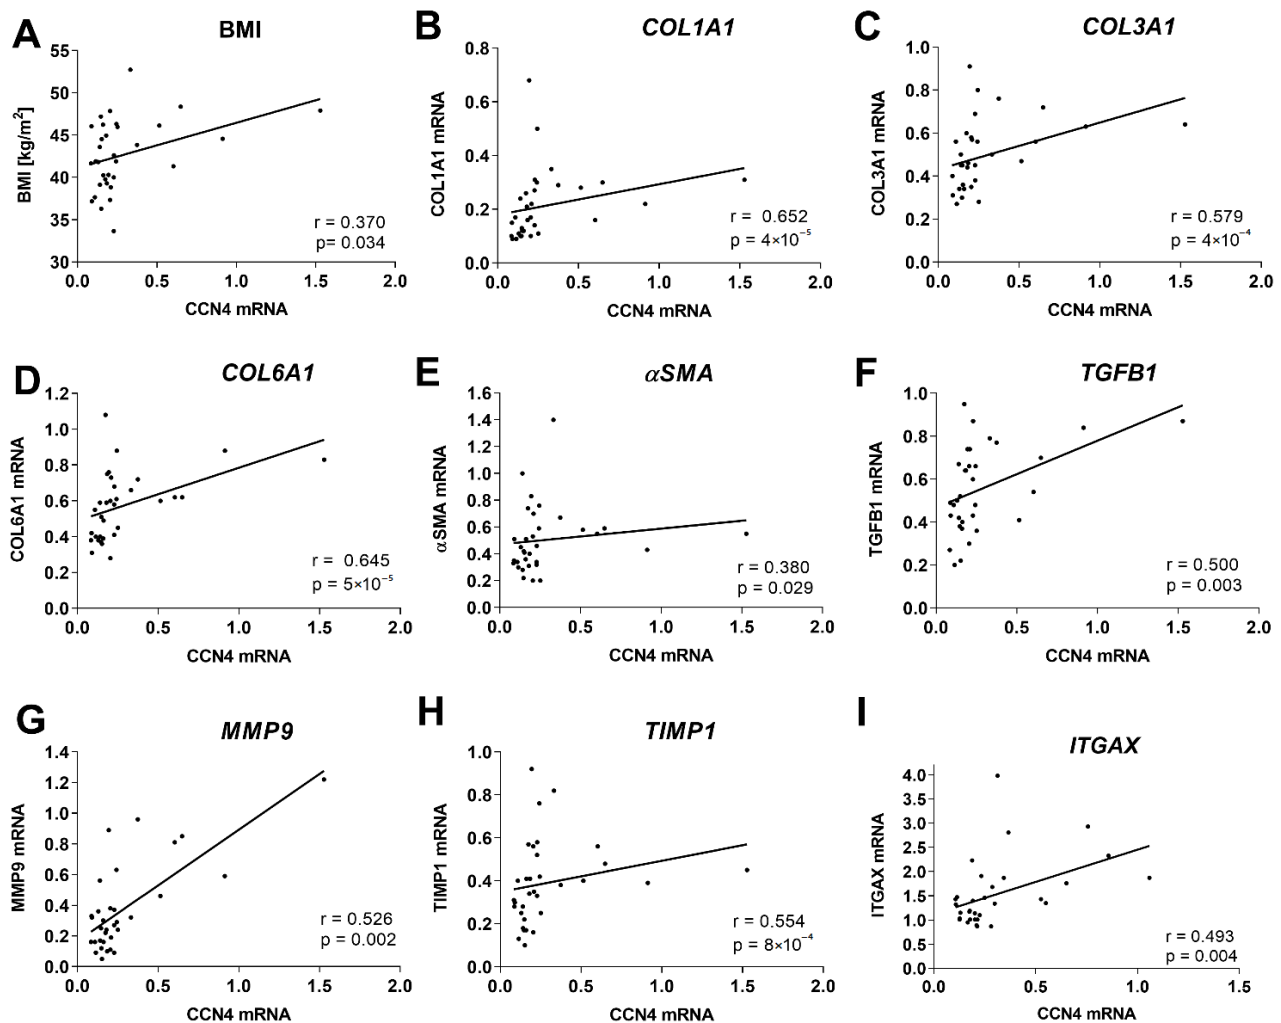 A
BMI
BMI [kg/m²]
55
50
45
40
35
30
r = 0.370
p= 0.034
0.0 0.5 1.0 1.5 2.0
CCN4 mRNA
B
COL1A1
COL1A1 mRNA
0.8
0.6
0.4
0.2
0.0
r = 0.652
p = 4×10⁻⁵
0.0 0.5 1.0 1.5 2.0
CCN4 mRNA
C
COL3A1
COL3A1 mRNA
1.0
0.8
0.6
0.4
0.2
0.0
r = 0.579
p = 4×10⁻⁴
0.0 0.5 1.0 1.5 2.0
CCN4 mRNA
D
COL6A1
COL6A1 mRNA
1.2
1.0
0.8
0.6
0.4
0.2
0.0
r = 0.645
p = 5×10⁻⁵
0.0 0.5 1.0 1.5 2.0
CCN4 mRNA
E
αSMA
αSMA mRNA
1.6
1.4
1.2
1.0
0.8
0.6
0.4
0.2
0.0
r = 0.380
p = 0.029
0.0 0.5 1.0 1.5 2.0
CCN4 mRNA
F
TGFB1
TGFB1 mRNA
1.0
0.8
0.6
0.4
0.2
0.0
r = 0.500
p = 0.003
0.0 0.5 1.0 1.5 2.0
CCN4 mRNA
G
MMP9
MMP9 mRNA
1.4
1.2
1.0
0.8
0.6
0.4
0.2
0.0
r = 0.526
p = 0.002
0.0 0.5 1.0 1.5 2.0
CCN4 mRNA
H
TIMP1
TIMP1 mRNA
1.0
0.8
0.6
0.4
0.2
0.0
r = 0.554
p = 8×10⁻⁴
0.0 0.5 1.0 1.5 2.0
CCN4 mRNA
I
ITGAX
ITGAX mRNA
4.0
3.5
3.0
2.5
2.0
1.5
1.0
0.5
0.0
r = 0.493
p = 0.004
0.0 0.5 1.0 1.5
CCN4 mRNA